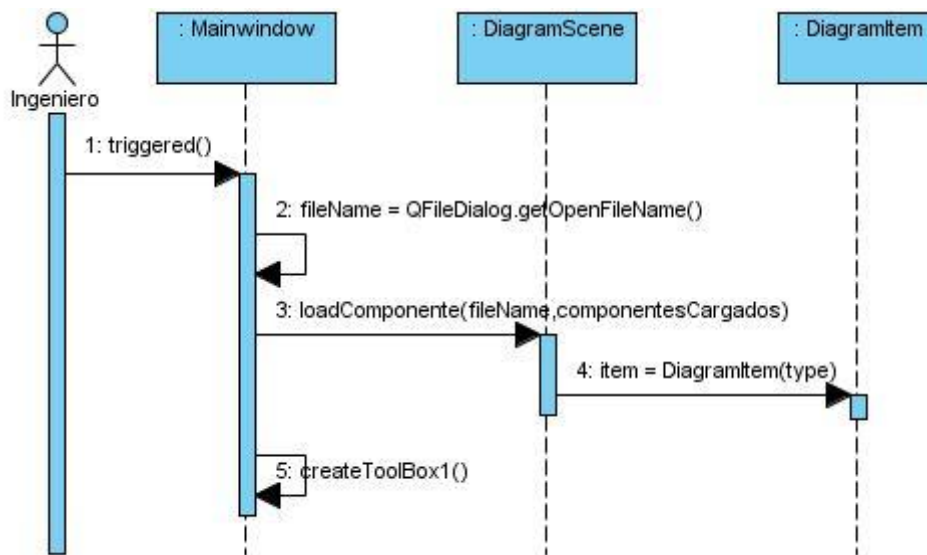 : Mainwindow
: DiagramScene
: DiagramItem
Ingeniero
1: triggered()
2: fileName = QFileDialog.getOpenFileName()
3: loadComponente(fileName,componentesCargados)
4: item = DiagramItem(type)
5: createToolBox1()